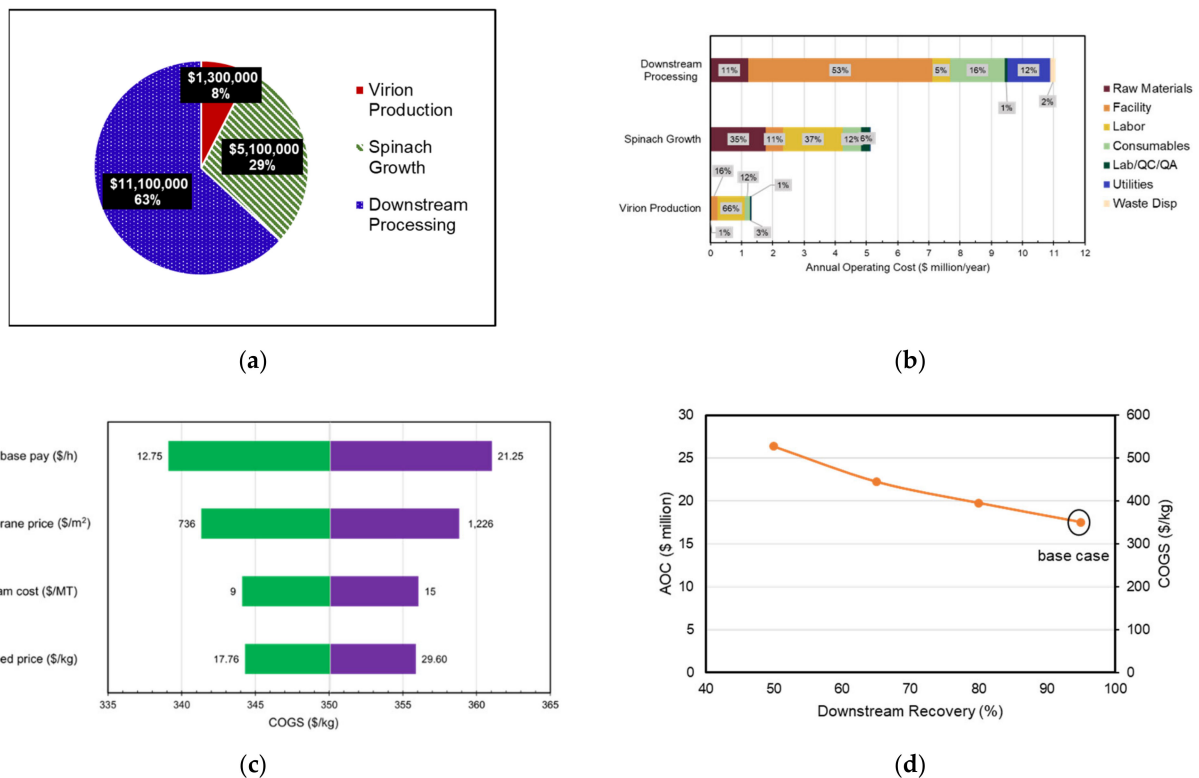 $1,300,000
8%
$5,100,000
29%
$11,100,000
63%
Virion
Production
Spinach
Growth
Downstream
Processing
(a)
Downstream
Processing
11%
53%
5%
16%
12%
1%
2%
Spinach Growth
35%
11%
37%
12%
6%
Virion Production
16%
12%
1%
66%
1%
3%
0 1 2 3 4 5 6 7 8 9 10 11 12
Annual Operating Cost ($ million/year)
Raw Materials
Facility
Labor
Consumables
Lab/QC/QA
Utilities
Waste Disp
(b)
base pay ($/h)
12.75
21.25
rane price ($/m²)
736
1,226
am cost ($/MT)
9
15
ed price ($/kg)
17.76
29.60
335 340 345 350 355 360 365
COGS ($/kg)
(c)
AOC ($ million)
30
25
20
15
10
5
0
600
500
400
300
200
100
0
COGS ($/kg)
base case
40 50 60 70 80 90 100
Downstream Recovery (%)
(d)